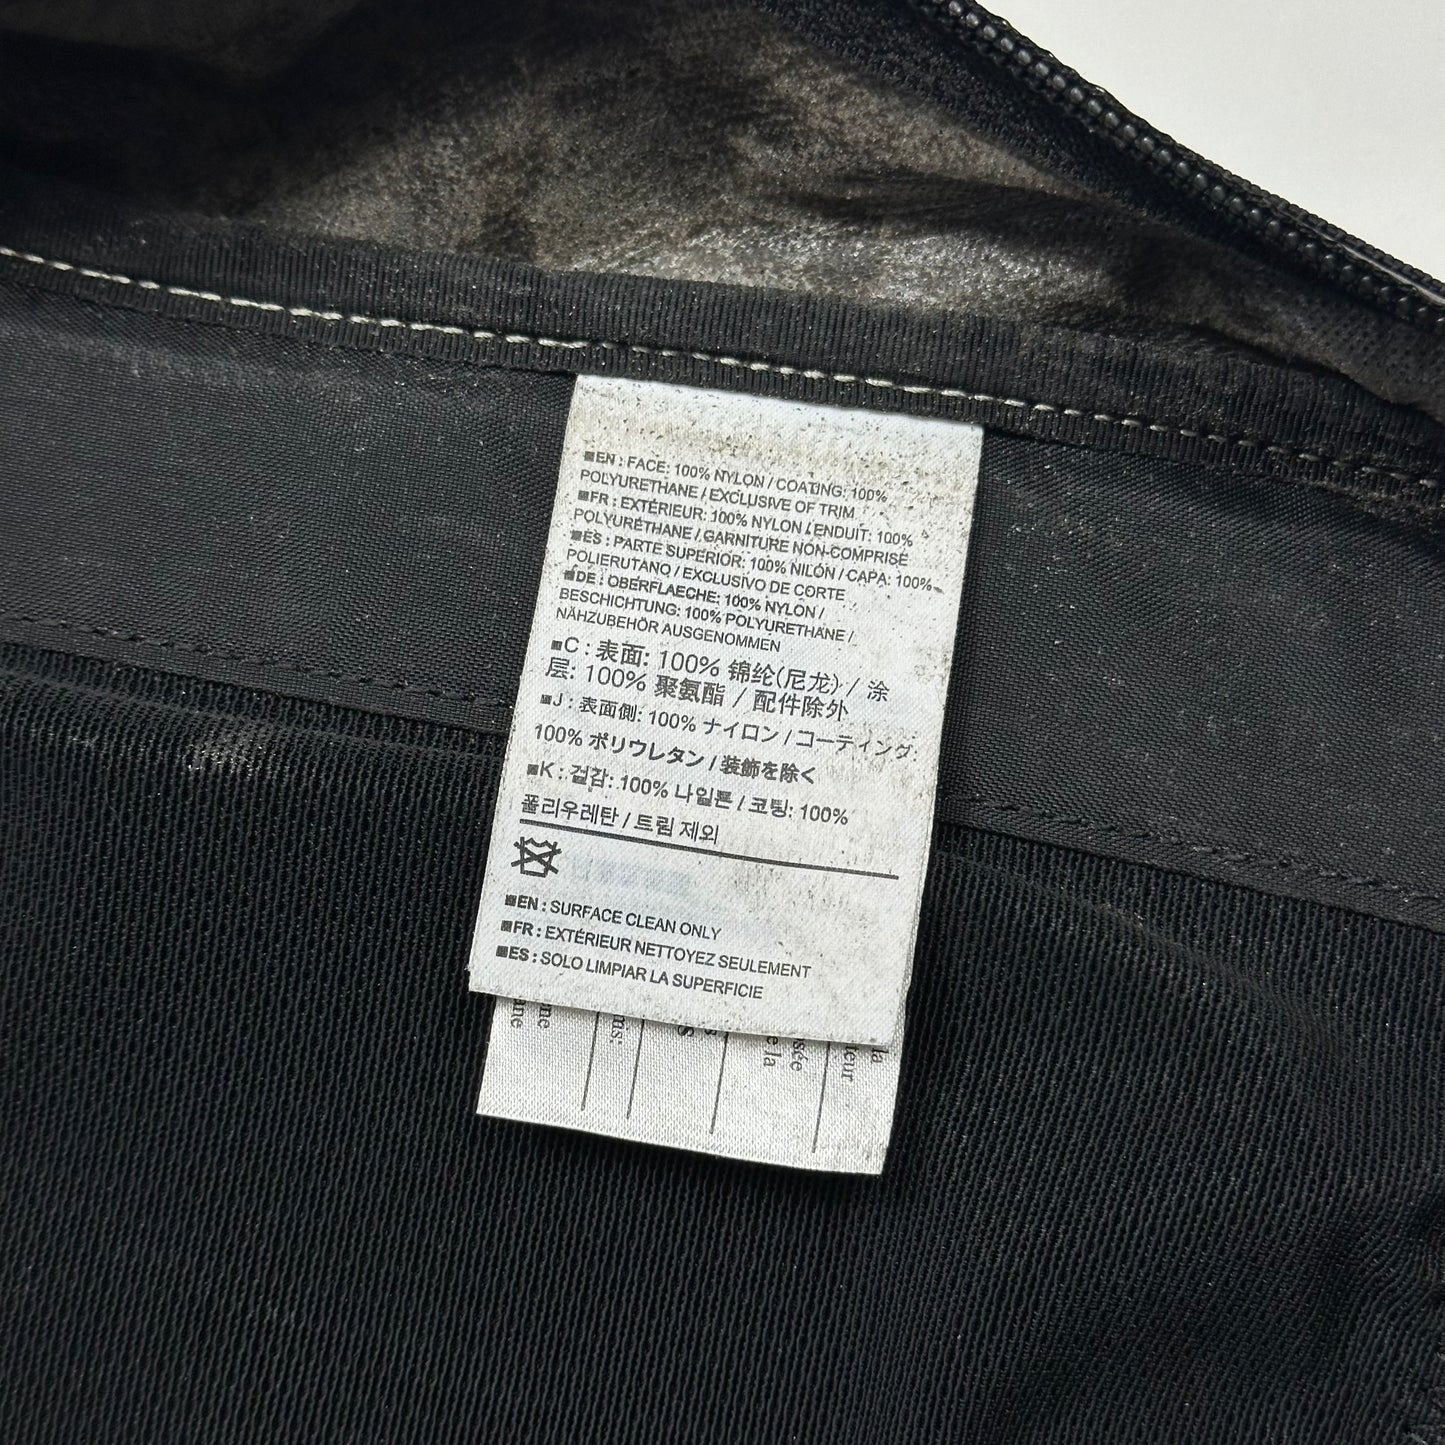 ■EN : FACE: 100% NYLON / COATING: 100%
POLYURETHANE / EXCLUSIVE OF TRIM
■FR : EXTÉRIEUR: 100% NYLON / ENDUIT: 100%
POLYURÉTHANE / GARNITURE NON-COMPRISE
■ES : PARTE SUPERIOR: 100% NILÓN / CAPA: 100%
POLIERUTANO / EXCLUSIVO DE CORTE
■DE : OBERFLAECHE: 100% NYLON /
BESCHICHTUNG: 100% POLYURETHANE /
NÄHZUBEHÖR AUSGENOMMEN
■C : 表面: 100% 锦纶(尼龙) / 涂
层: 100% 聚氨酯 / 配件除外
■J : 表面側: 100% ナイロン / コーティング:
100% ポリウレタン / 装飾を除く
■K : 겉감: 100% 나일론 / 코팅: 100%
폴리우레탄 / 트림 제외
■EN : SURFACE CLEAN ONLY
■FR : EXTÉRIEUR NETTOYEZ SEULEMENT
■ES : SOLO LIMPIAR LA SUPERFICIE